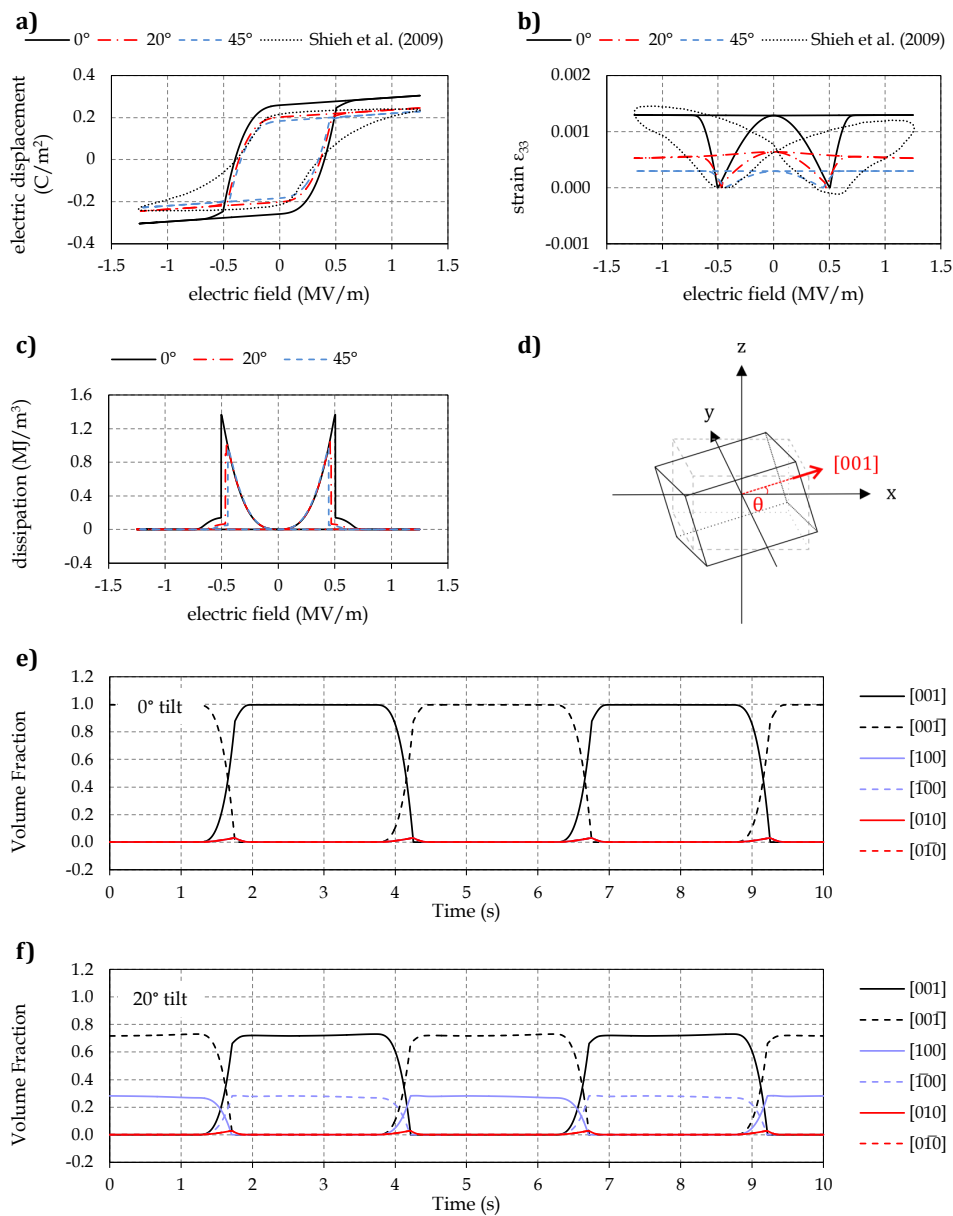 a)
0° 20° 45° Shieh et al. (2009)
electric displacement
(C/m²)
0.4
0.2
0
-0.2
-0.4
-1.5 -1 -0.5 0 0.5 1 1.5
electric field (MV/m)
b)
0° 20° 45° Shieh et al. (2009)
strain ε₃₃
0.002
0.001
0.000
-0.001
-1.5 -1 -0.5 0 0.5 1 1.5
electric field (MV/m)
c)
0° 20° 45°
dissipation (MJ/m³)
1.6
1.2
0.8
0.4
0
-0.4
-1.5 -1 -0.5 0 0.5 1 1.5
electric field (MV/m)
d)
z
y
[001]
x
θ
e)
0° tilt
Volume Fraction
1.2
1.0
0.8
0.6
0.4
0.2
0.0
-0.2
0 1 2 3 4 5 6 7 8 9 10
Time (s)
[001]
[001̅]
[100]
[1̅00]
[010]
[01̅0]
f)
20° tilt
Volume Fraction
1.2
1.0
0.8
0.6
0.4
0.2
0.0
-0.2
0 1 2 3 4 5 6 7 8 9 10
Time (s)
[001]
[001̅]
[100]
[1̅00]
[010]
[01̅0]